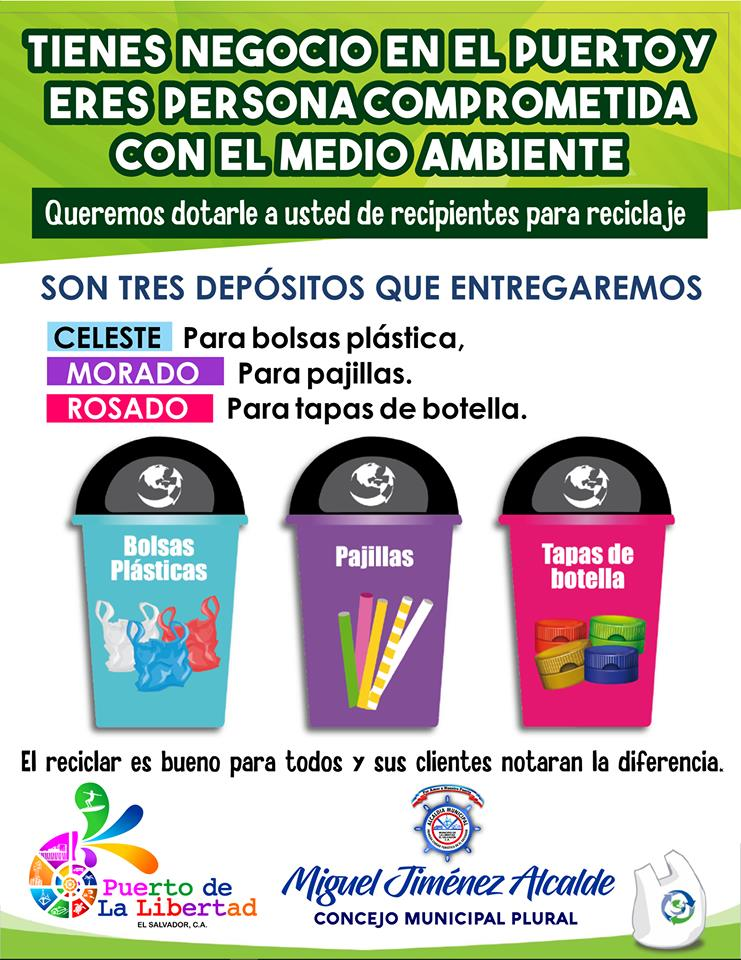 TIENES NEGOCIO EN EL PUERTO Y
ERES PERSONA COMPROMETIDA
CON EL MEDIO AMBIENTE
Queremos dotarle a usted de recipientes para reciclaje
SON TRES DEPÓSITOS QUE ENTREGAREMOS
CELESTE Para bolsas plástica,
MORADO Para pajillas.
ROSADO Para tapas de botella.
Bolsas
Plásticas
Pajillas
Tapas de
botella
El reciclar es bueno para todos y sus clientes notaran la diferencia.
Puerto de
La Libertad
EL SALVADOR, C.A.
ALCALDIA MUNICIPAL
Miguel Jiménez Alcalde
CONCEJO MUNICIPAL PLURAL